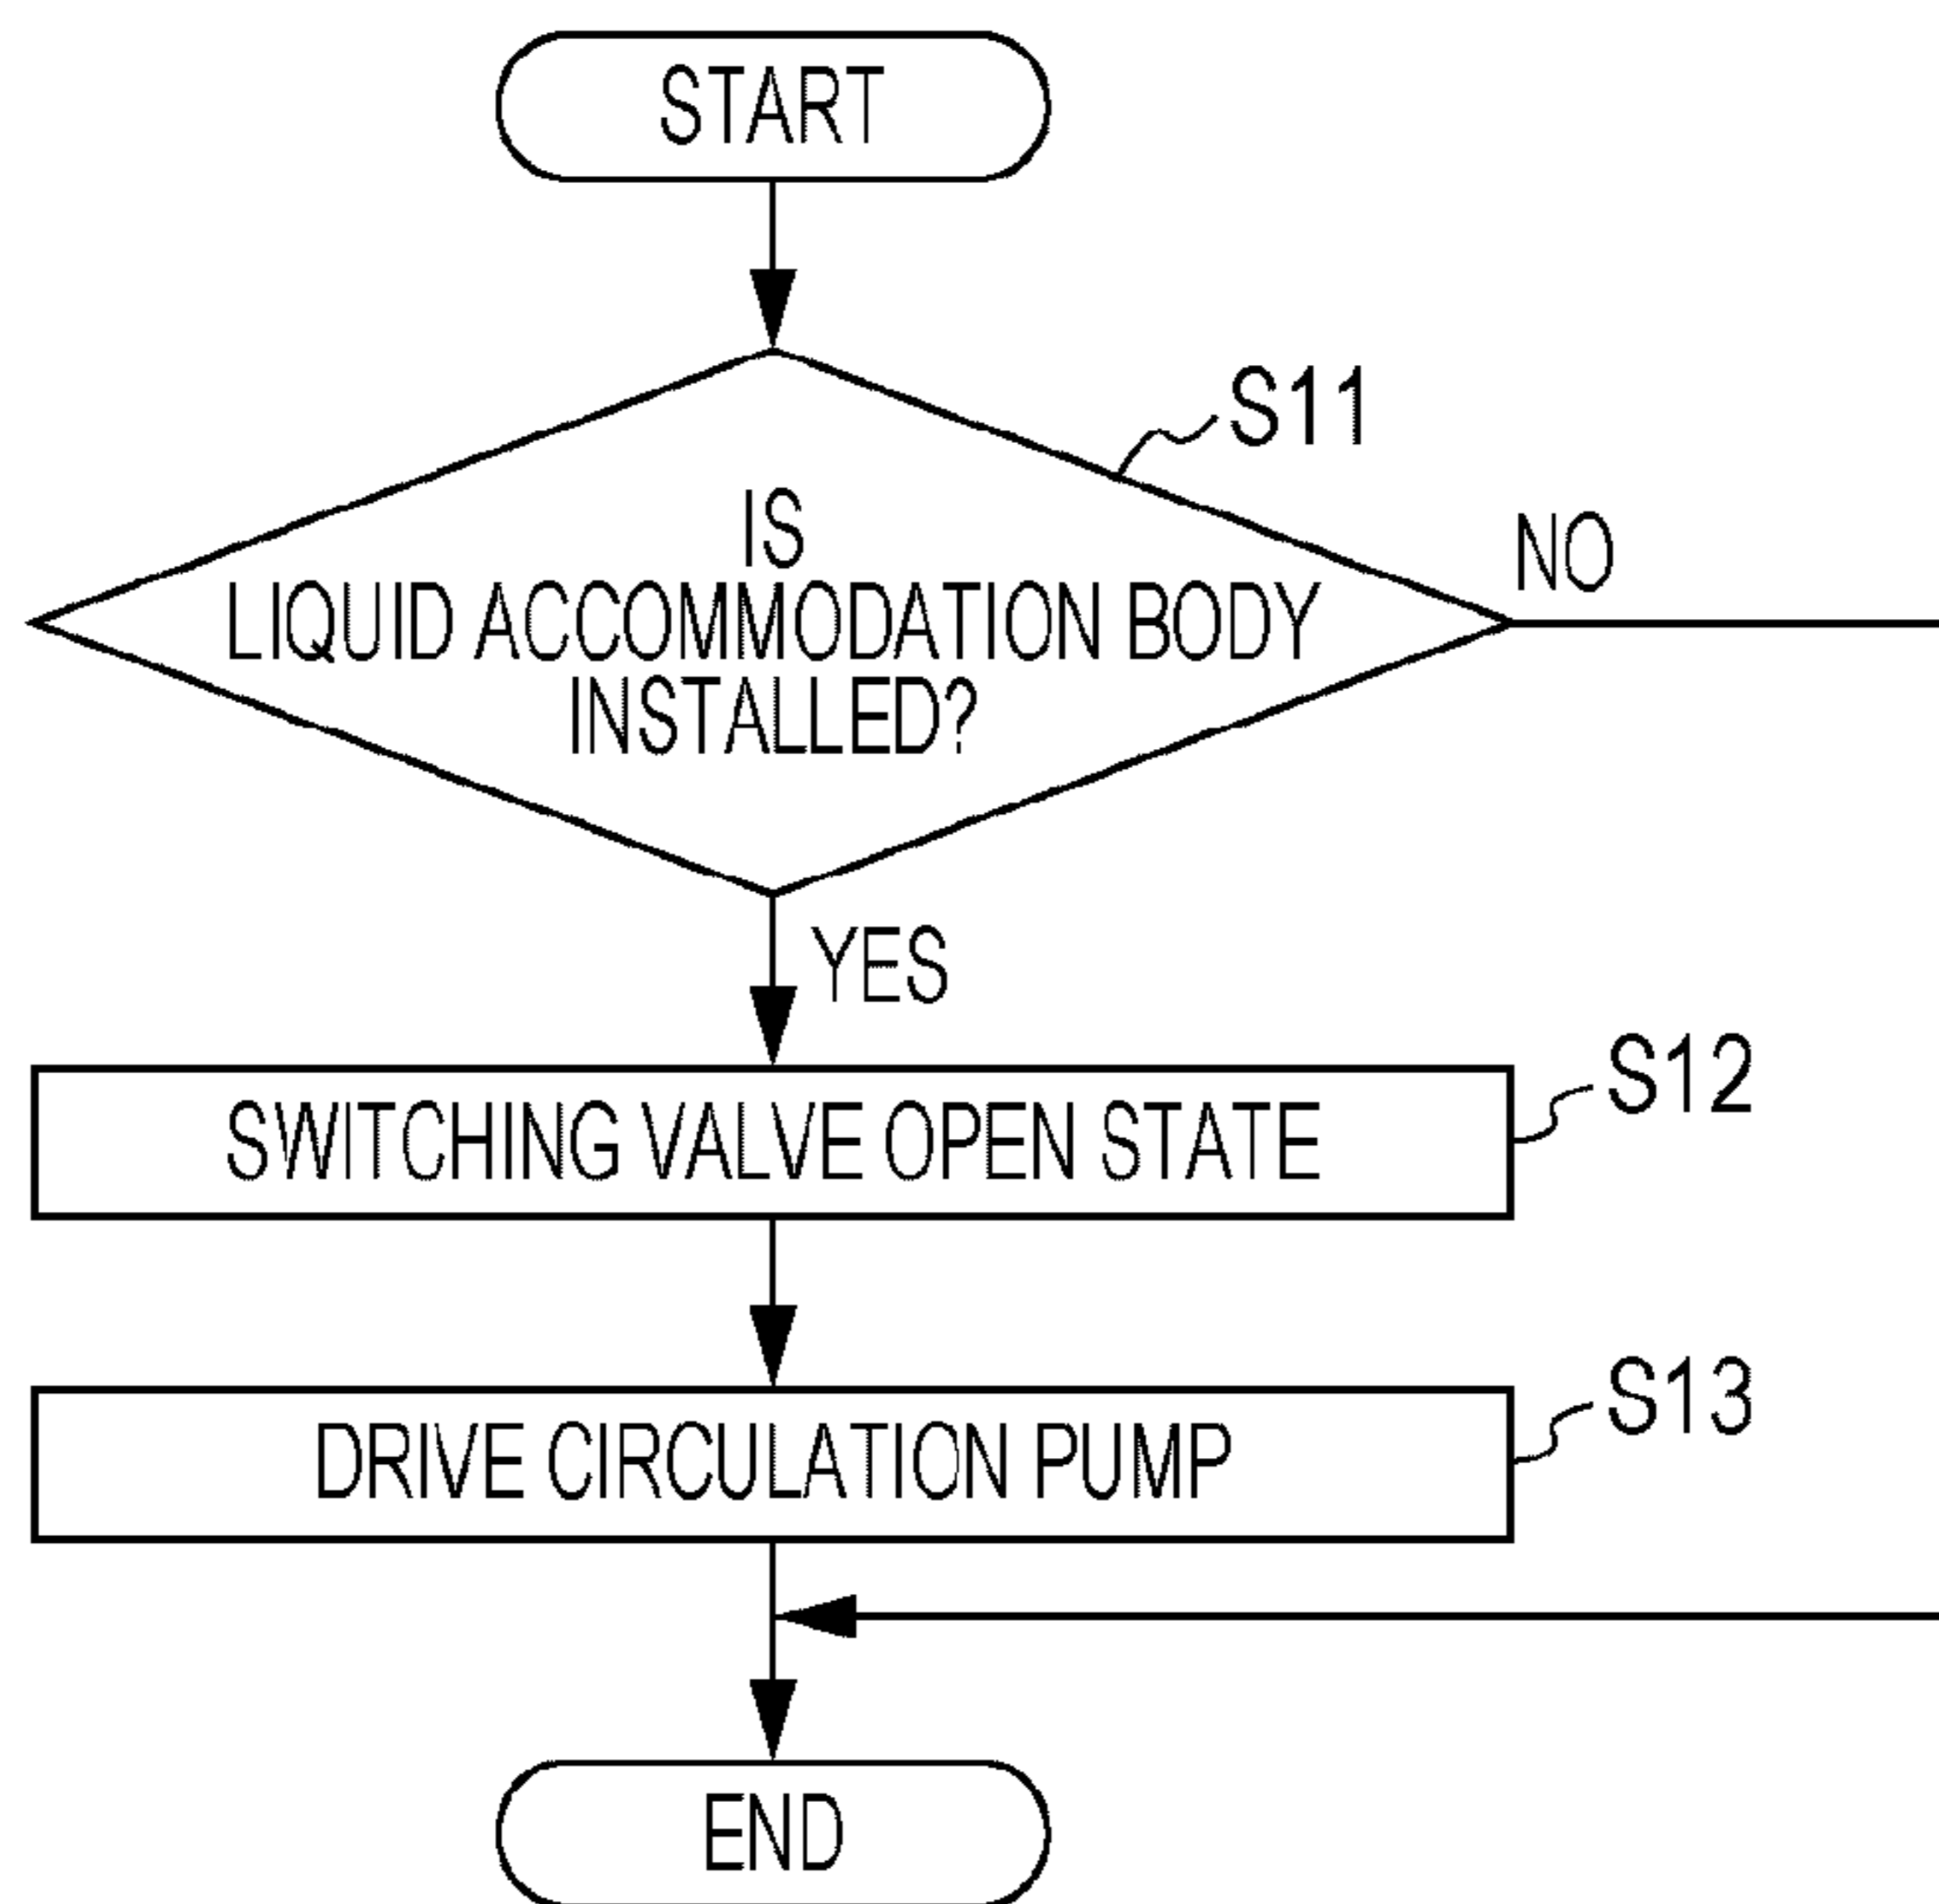 START
S11
IS
LIQUID ACCOMMODATION BODY
INSTALLED?
NO
YES
S12
SWITCHING VALVE OPEN STATE
S13
DRIVE CIRCULATION PUMP
END